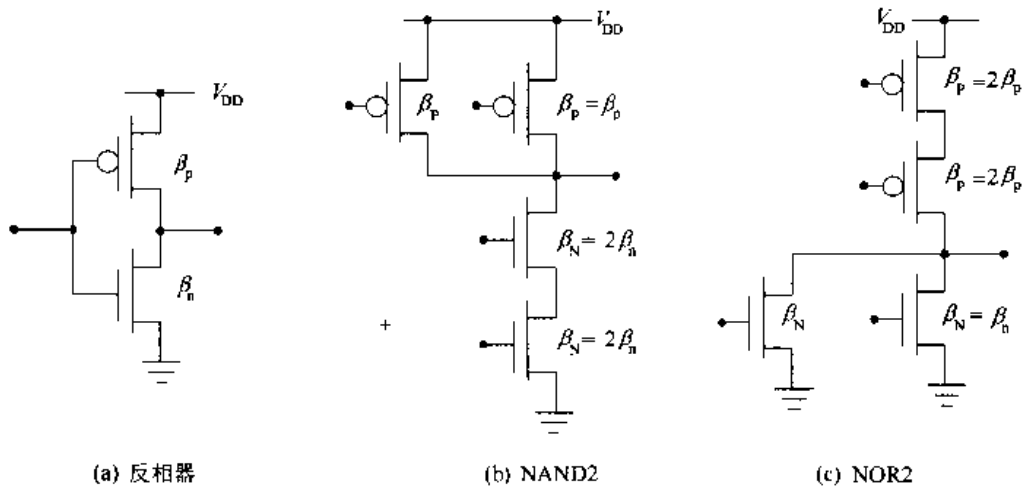 V_DD
β_p
β_n
(a) 反相器
V_DD
β_P
β_P = β_p
β_N = 2β_n
β_N = 2β_n
+
(b) NAND2
V_DD
β_P = 2β_p
β_P = 2β_p
β_N
β_N = β_n
(c) NOR2